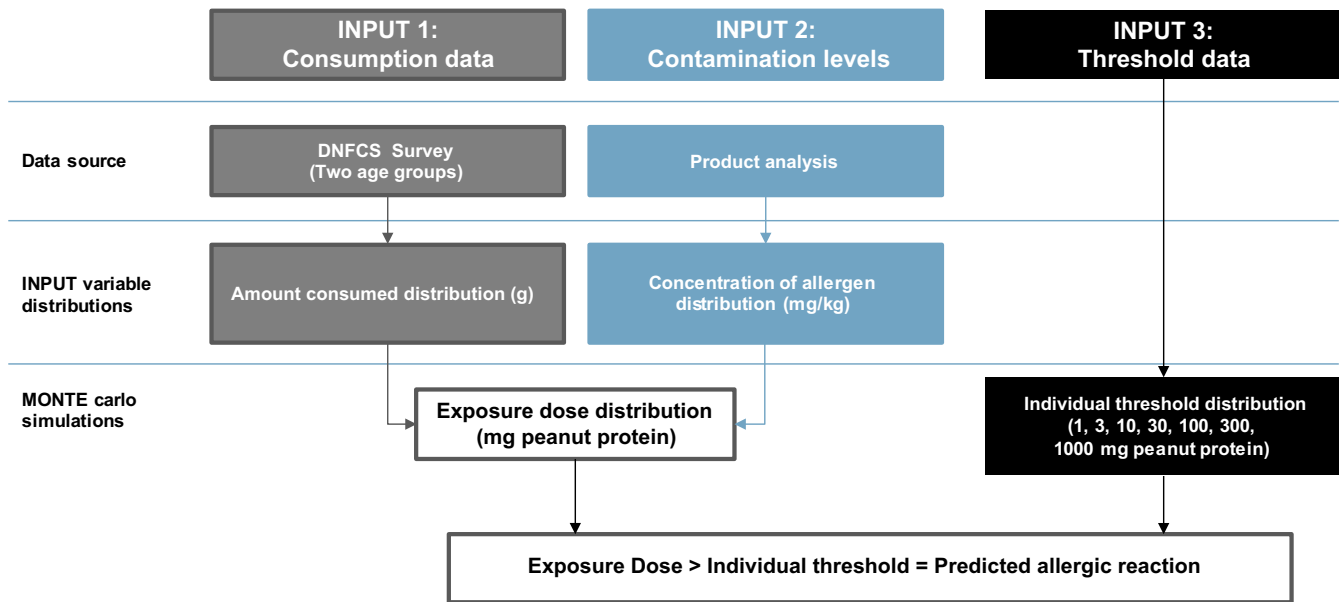 INPUT 1:
Consumption data
INPUT 2:
Contamination levels
INPUT 3:
Threshold data
Data source
DNFCS Survey
(Two age groups)
Product analysis
INPUT variable
distributions
Amount consumed distribution (g)
Concentration of allergen
distribution (mg/kg)
MONTE carlo
simulations
Exposure dose distribution
(mg peanut protein)
Individual threshold distribution
(1, 3, 10, 30, 100, 300,
1000 mg peanut protein)
Exposure Dose > Individual threshold = Predicted allergic reaction